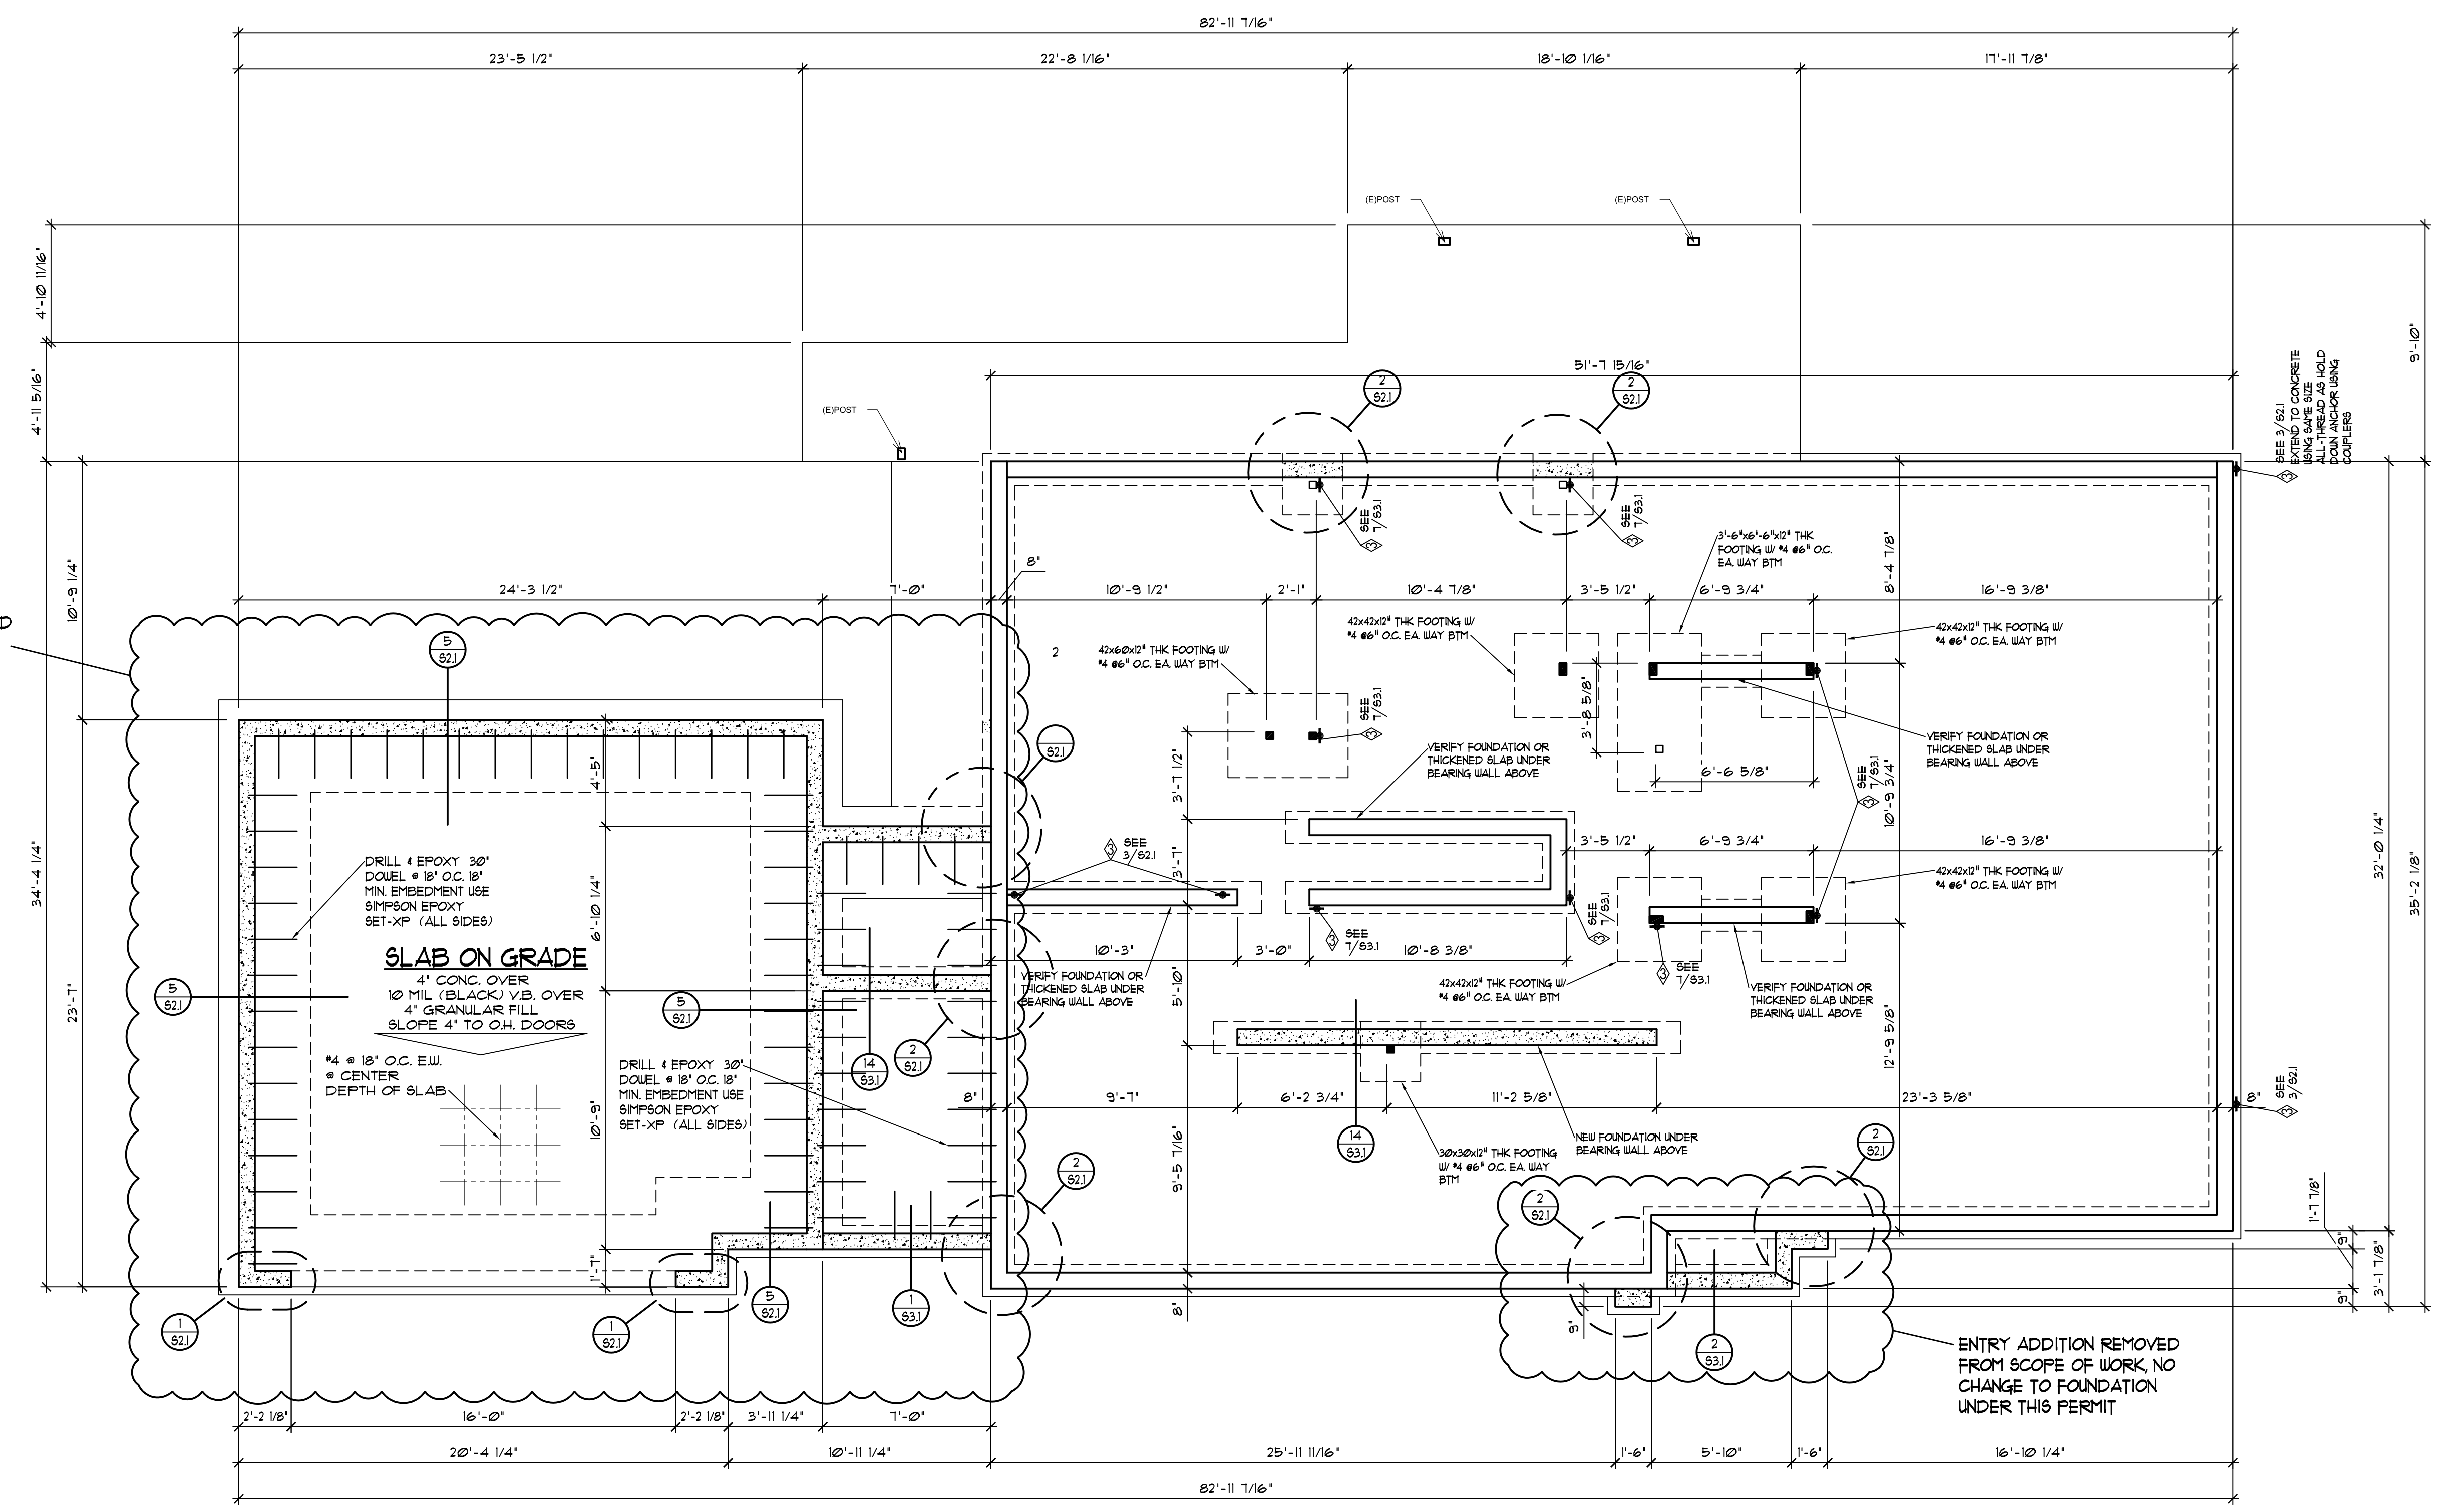 82'-11 7/16"
23'-5 1/2"
22'-8 1/16"
18'-10 1/16"
17'-11 7/8"
(E)POST
(E)POST
4'-10 11/16"
9'-10"
4'-11 5/16"
51'-7 15/16"
2
S2.1
2
S2.1
SEE 3/S2.1
EXTEND TO CONCRETE
USING SAME SIZE
ALL-THREAD AS HOLD
DOWN ANCHOR USING
COUPLERS
3
(E)POST
SEE
7/S3.1
3
SEE
7/S3.1
3
3'-6"x6'-6"x12" THK
FOOTING W/ #4 @6" O.C.
EA. WAY BTM
8'-4 7/8"
10'-9 1/4"
8"
24'-3 1/2"
7'-0"
10'-9 1/2"
2'-1"
10'-4 7/8"
3'-5 1/2"
6'-9 3/4"
16'-9 3/8"
B
5
S2.1
2
42x60x12" THK FOOTING W/
#4 @6" O.C. EA. WAY BTM
42x42x12" THK FOOTING W/
#4 @6" O.C. EA. WAY BTM
42x42x12" THK FOOTING W/
#4 @6" O.C. EA. WAY BTM
SEE
7/S3.1
3
3'-8 5/8"
S2.1
4'-5"
3'-7 1/2"
VERIFY FOUNDATION OR
THICKENED SLAB UNDER
BEARING WALL ABOVE
6'-6 5/8"
VERIFY FOUNDATION OR
THICKENED SLAB UNDER
BEARING WALL ABOVE
SEE
7/S3.1
3
10'-9 3/4"
34'-4 1/4"
DRILL & EPOXY 30"
DOWEL @ 18" O.C. 18"
MIN. EMBEDMENT USE
SIMPSON EPOXY
SET-XP (ALL SIDES)
3
SEE
3/S2.1
3'-7"
3'-5 1/2"
6'-9 3/4"
16'-9 3/8"
42x42x12" THK FOOTING W/
#4 @6" O.C. EA. WAY BTM
32'-0 1/4"
35'-2 1/8"
6'-10 1/4"
SLAB ON GRADE
4" CONC. OVER
10 MIL (BLACK) V.B. OVER
4" GRANULAR FILL
SLOPE 4" TO O.H. DOORS
23'-7"
5
S2.1
5
S2.1
10'-3"
3'-0"
10'-8 3/8"
3
SEE
7/S3.1
SEE
7/S3.1
3
VERIFY FOUNDATION OR
THICKENED SLAB UNDER
BEARING WALL ABOVE
5'-10"
42x42x12" THK FOOTING W/
#4 @6" O.C. EA. WAY BTM
3
SEE
7/S3.1
VERIFY FOUNDATION OR
THICKENED SLAB UNDER
BEARING WALL ABOVE
12'-9 5/8"
#4 @ 18" O.C. E.W.
@ CENTER
DEPTH OF SLAB
DRILL & EPOXY 30"
DOWEL @ 18" O.C. 18"
MIN. EMBEDMENT USE
SIMPSON EPOXY
SET-XP (ALL SIDES)
14
S3.1
2
S2.1
10'-9"
8"
9'-7"
6'-2 3/4"
11'-2 5/8"
23'-3 5/8"
8"
SEE
3/S2.1
3
14
S3.1
30x30x12" THK FOOTING
W/ #4 @6" O.C. EA. WAY
BTM
NEW FOUNDATION UNDER
BEARING WALL ABOVE
2
S2.1
2
S2.1
2
S2.1
9'-5 7/16"
1'-7 7/8"
9"
9"
3'-1 7/8"
1'-7"
8"
9"
1
S2.1
1
S2.1
5
S2.1
1
S3.1
2
S3.1
ENTRY ADDITION REMOVED
FROM SCOPE OF WORK, NO
CHANGE TO FOUNDATION
UNDER THIS PERMIT
2'-2 1/8"
16'-0"
2'-2 1/8"
3'-11 1/4"
7'-0"
20'-4 1/4"
10'-11 1/4"
25'-11 11/16"
1'-6"
5'-10"
1'-6"
16'-10 1/4"
82'-11 7/16"